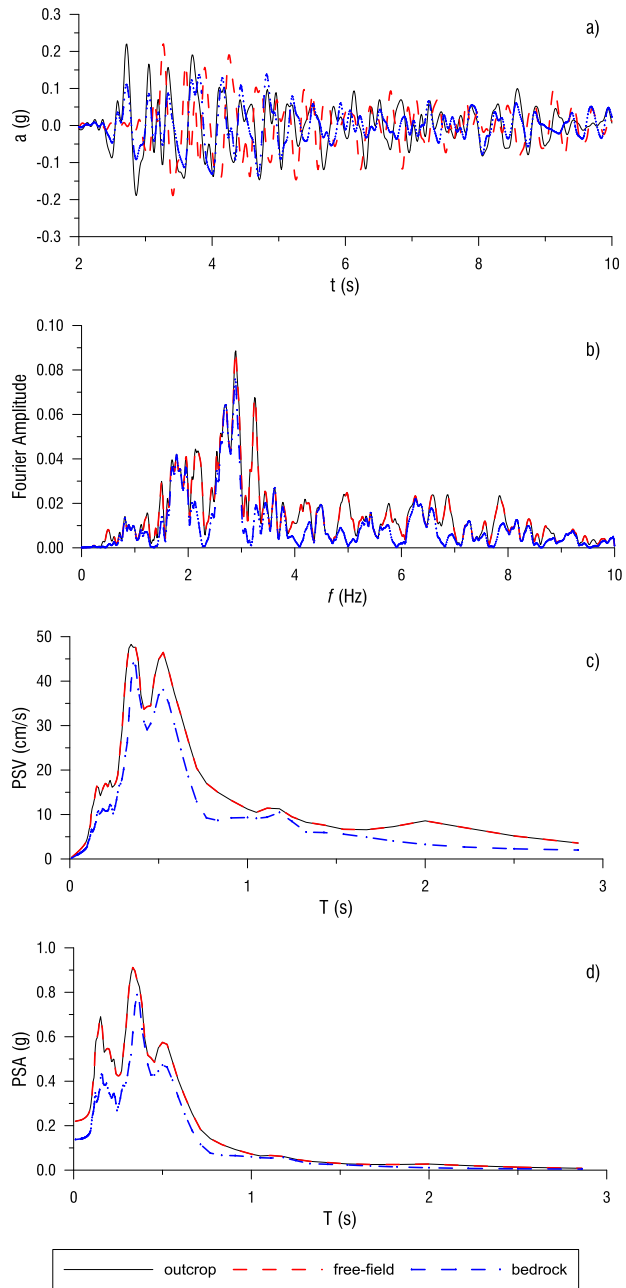 a)
0.3
0.2
0.1
0.0
-0.1
-0.2
-0.3
a (g)
2 4 6 8 10
t (s)
b)
0.10
0.08
0.06
0.04
0.02
0.00
Fourier Amplitude
0 2 4 6 8 10
f (Hz)
c)
50
40
30
20
10
0
PSV (cm/s)
0 1 2 3
T (s)
d)
1.0
0.8
0.6
0.4
0.2
0.0
PSA (g)
0 1 2 3
T (s)
outcrop free-field bedrock